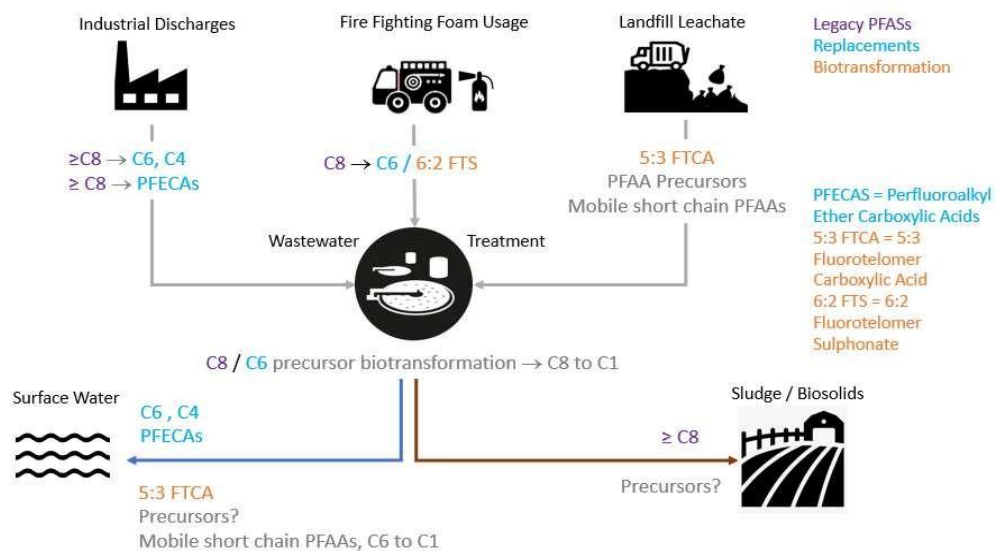 Industrial Discharges
Fire Fighting Foam Usage
Landfill Leachate
Legacy PFASs
Replacements
Biotransformation
≥C8 → C6, C4
≥ C8 → PFECAs
C8 → C6 / 6:2 FTS
5:3 FTCA
PFAA Precursors
Mobile short chain PFAAs
PFECAS = Perfluoroalkyl
Ether Carboxylic Acids
5:3 FTCA = 5:3
Fluorotelomer
Carboxylic Acid
6:2 FTS = 6:2
Fluorotelomer
Sulphonate
Wastewater
Treatment
C8 / C6 precursor biotransformation → C8 to C1
Surface Water
C6 , C4
PFECAs
5:3 FTCA
Precursors?
Mobile short chain PFAAs, C6 to C1
Sludge / Biosolids
≥ C8
Precursors?